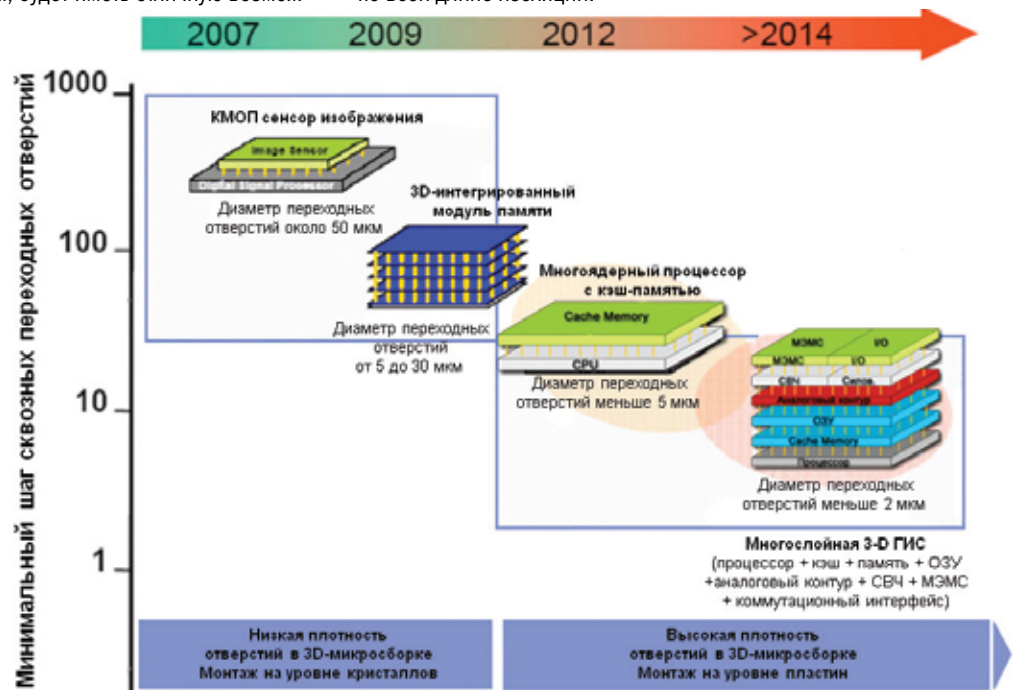 2007 2009 2012 >2014
Минимальный шаг сквозных переходных отверстий
1000
100
10
1
КМОП сенсор изображения
Image Sensor
Digital Signal Processor
Диаметр переходных
отверстий около 50 мкм
3D-интегрированный
модуль памяти
Диаметр переходных
отверстий
от 5 до 30 мкм
Многоядерный процессор
с кэш-памятью
Cache Memory
CPU
Диаметр переходных
отверстий меньше 5 мкм
МЭМС I/O
МЭМС I/O
СВЧ Силов.
Аналоговый контур
ОЗУ
Cache Memory
Процессор
Диаметр переходных
отверстий меньше 2 мкм
Многослойная 3-D ГИС
(процессор + кэш + память + ОЗУ
+аналоговый контур + СВЧ + МЭМС
+ коммутационный интерфейс)
Низкая плотность
отверстий в 3D-микросборке
Монтаж на уровне кристаллов
Высокая плотность
отверстий в 3D-микросборке
Монтаж на уровне пластин